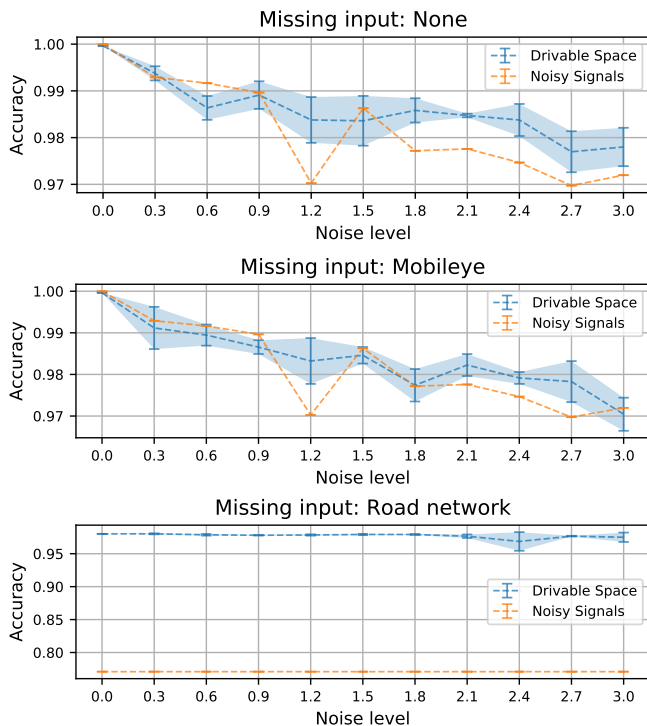 Missing input: None
Accuracy
1.00
0.99
0.98
0.97
Drivable Space
Noisy Signals
0.0 0.3 0.6 0.9 1.2 1.5 1.8 2.1 2.4 2.7 3.0
Noise level
Missing input: Mobileye
Accuracy
1.00
0.99
0.98
0.97
Drivable Space
Noisy Signals
0.0 0.3 0.6 0.9 1.2 1.5 1.8 2.1 2.4 2.7 3.0
Noise level
Missing input: Road network
Accuracy
0.95
0.90
0.85
0.80
Drivable Space
Noisy Signals
0.0 0.3 0.6 0.9 1.2 1.5 1.8 2.1 2.4 2.7 3.0
Noise level